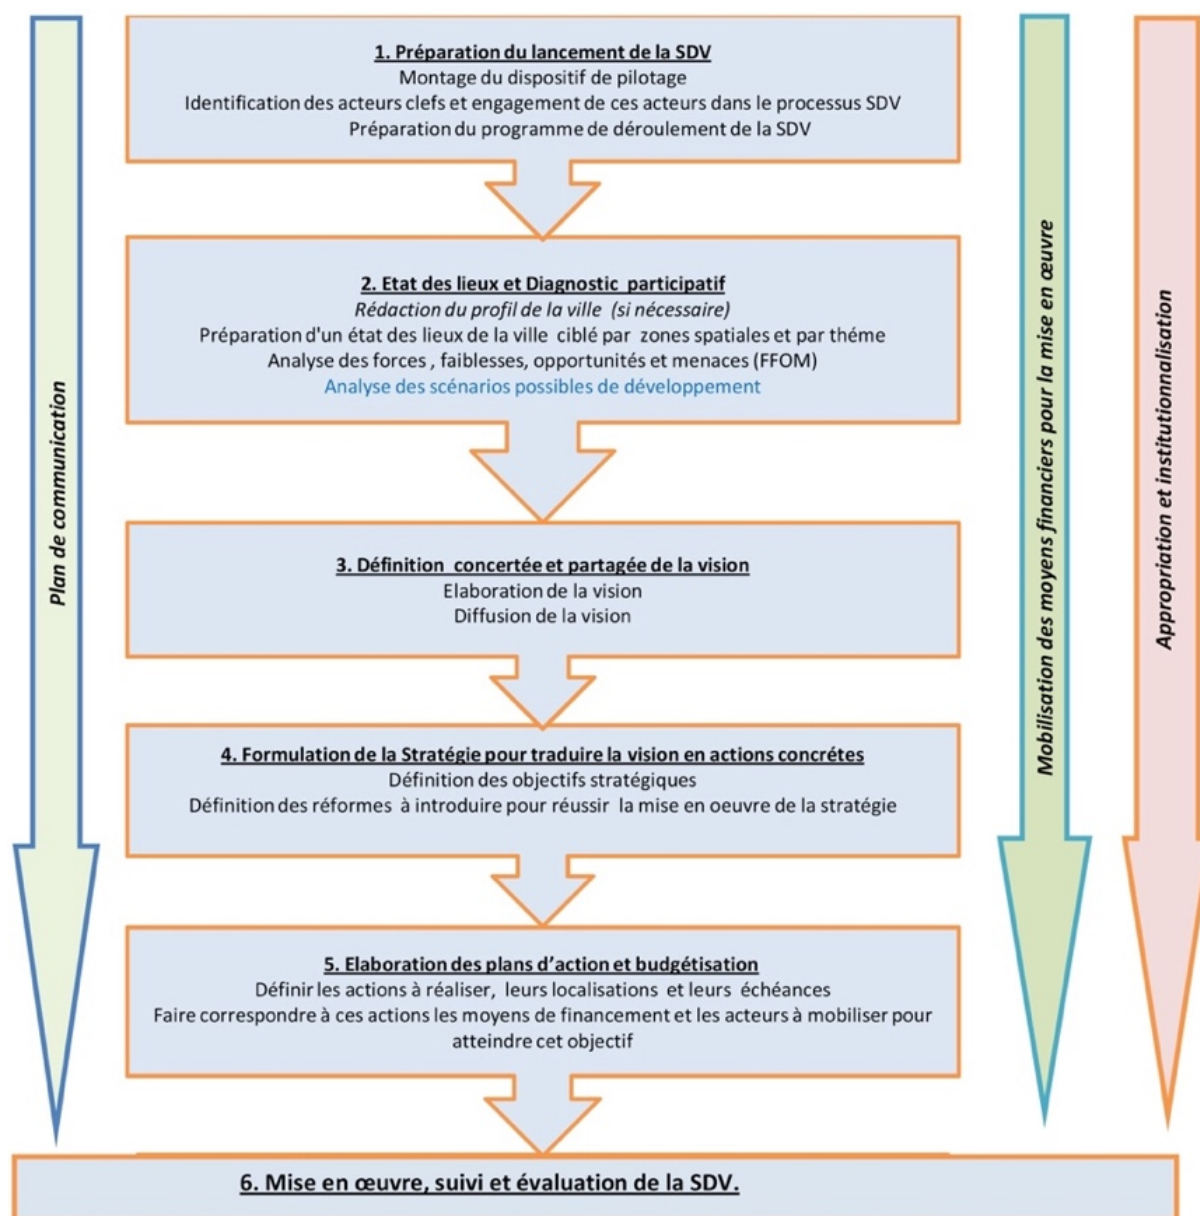 1. Préparation du lancement de la SDV
Montage du dispositif de pilotage
Identification des acteurs clefs et engagement de ces acteurs dans le processus SDV
Préparation du programme de déroulement de la SDV
2. Etat des lieux et Diagnostic participatif
Rédaction du profil de la ville (si nécessaire)
Préparation d'un état des lieux de la ville ciblé par zones spatiales et par thème
Analyse des forces , faiblesses, opportunités et menaces (FFOM)
Analyse des scénarios possibles de développement
3. Définition concertée et partagée de la vision
Elaboration de la vision
Diffusion de la vision
4. Formulation de la Stratégie pour traduire la vision en actions concrétes
Définition des objectifs stratégiques
Définition des réformes à introduire pour réussir la mise en oeuvre de la stratégie
5. Elaboration des plans d’action et budgétisation
Définir les actions à réaliser, leurs localisations et leurs échéances
Faire correspondre à ces actions les moyens de financement et les acteurs à mobiliser pour
atteindre cet objectif
6. Mise en œuvre, suivi et évaluation de la SDV.
Plan de communication
Mobilisation des moyens financiers pour la mise en œuvre
Appropriation et institutionnalisation